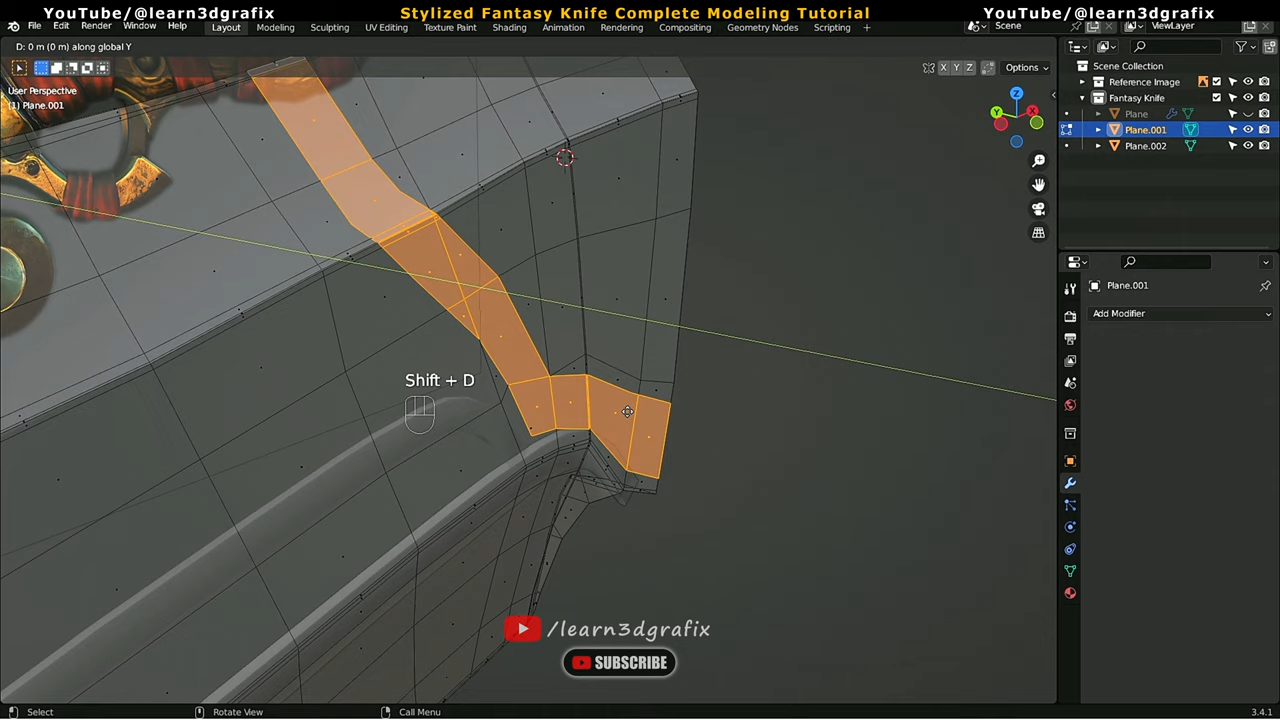 YouTube/@learn3dgrafix
Stylized Fantasy Knife Complete Modeling Tutorial
YouTube/@learn3dgrafix
File Edit Render Window Help
Layout Modeling Sculpting UV Editing Texture Paint Shading Animation Rendering Compositing Geometry Nodes Scripting +
Scene
ViewLayer
D: 0 m (0 m) along global Y
X Y Z
Options
User Perspective
(1) Plane.001
Scene Collection
Reference Image
Fantasy Knife
Plane
Plane.001
Plane.002
Z
Y
X
Plane.001
Add Modifier
Shift + D
/learn3dgrafix
SUBSCRIBE
Select
Rotate View
Call Menu
3.4.1